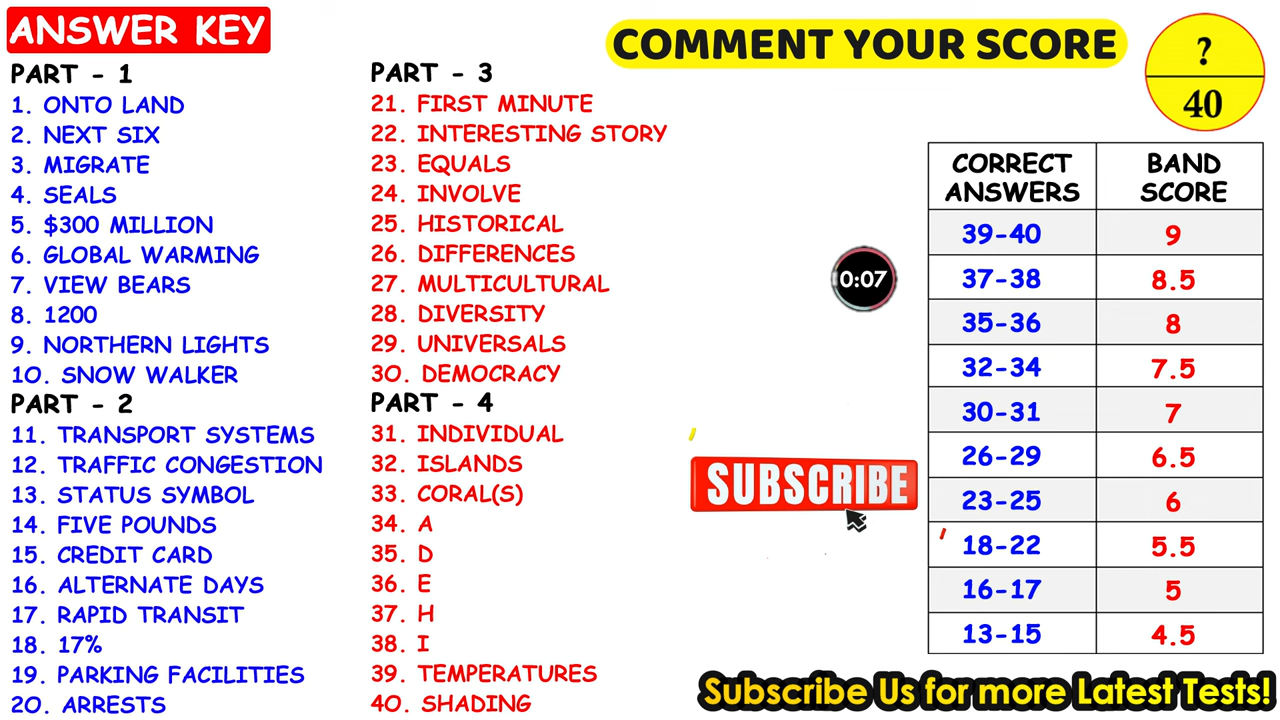 ANSWER KEY
COMMENT YOUR SCORE
?
40
PART - 1
1. ONTO LAND
2. NEXT SIX
3. MIGRATE
4. SEALS
5. $300 MILLION
6. GLOBAL WARMING
7. VIEW BEARS
8. 1200
9. NORTHERN LIGHTS
10. SNOW WALKER
PART - 2
11. TRANSPORT SYSTEMS
12. TRAFFIC CONGESTION
13. STATUS SYMBOL
14. FIVE POUNDS
15. CREDIT CARD
16. ALTERNATE DAYS
17. RAPID TRANSIT
18. 17%
19. PARKING FACILITIES
20. ARRESTS
PART - 3
21. FIRST MINUTE
22. INTERESTING STORY
23. EQUALS
24. INVOLVE
25. HISTORICAL
26. DIFFERENCES
27. MULTICULTURAL
28. DIVERSITY
29. UNIVERSALS
30. DEMOCRACY
PART - 4
31. INDIVIDUAL
32. ISLANDS
33. CORAL(S)
34. A
35. D
36. E
37. H
38. I
39. TEMPERATURES
40. SHADING
0:07
SUBSCRIBE
CORRECT ANSWERS BAND SCORE
39-40 9
37-38 8.5
35-36 8
32-34 7.5
30-31 7
26-29 6.5
23-25 6
18-22 5.5
16-17 5
13-15 4.5
Subscribe Us for more Latest Tests!